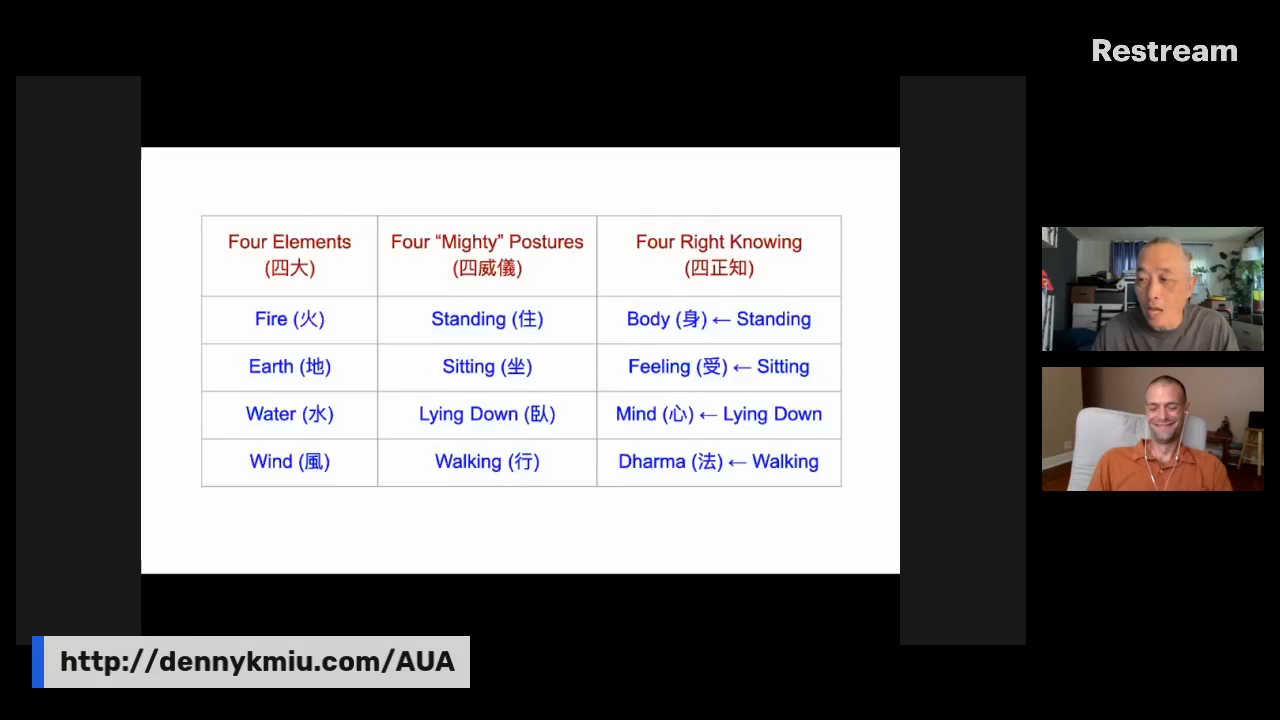 Restream
Four Elements
(四大)
Four “Mighty” Postures
(四威儀)
Four Right Knowing
(四正知)
Fire (火)
Standing (住)
Body (身) ← Standing
Earth (地)
Sitting (坐)
Feeling (受) ← Sitting
Water (水)
Lying Down (臥)
Mind (心) ← Lying Down
Wind (風)
Walking (行)
Dharma (法) ← Walking
http://dennykmiu.com/AUA